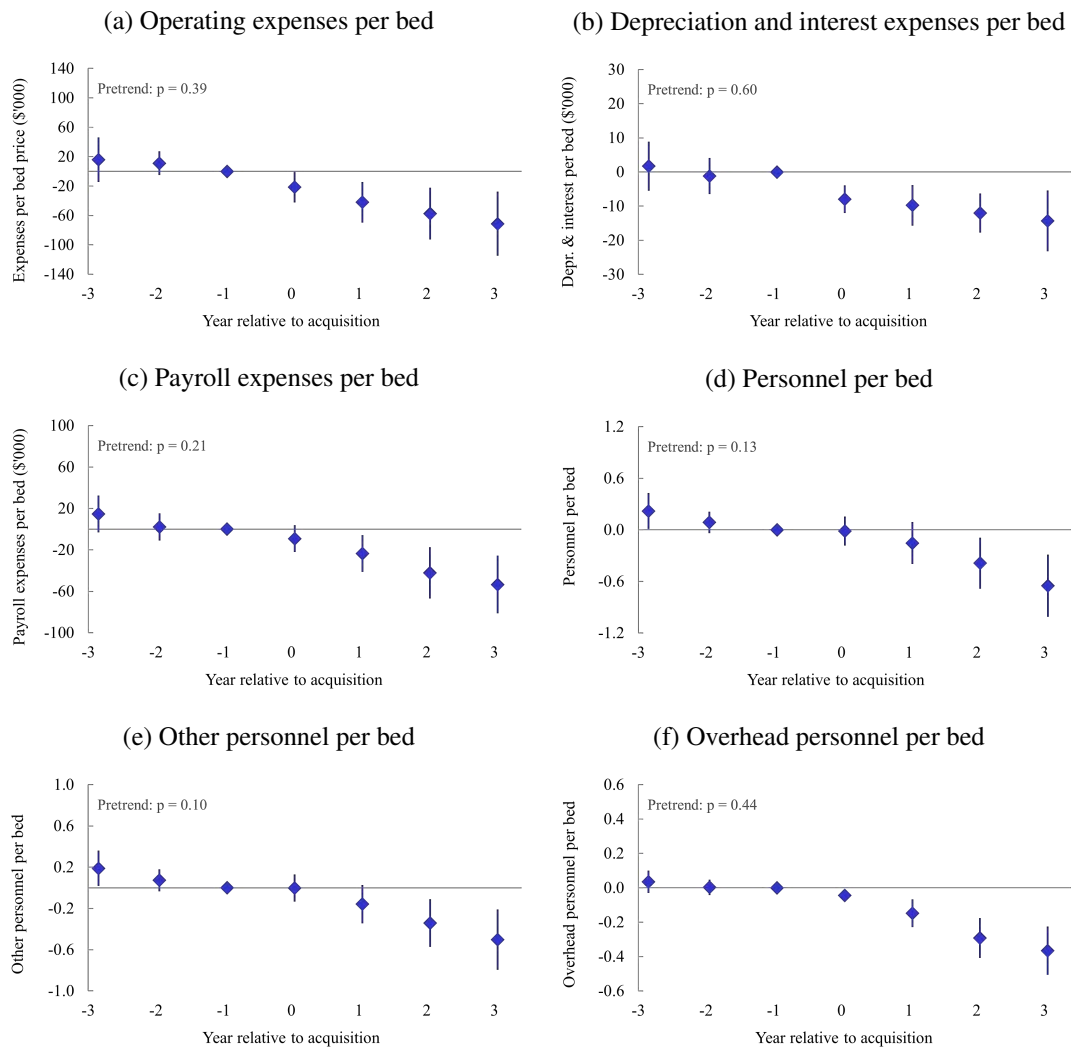 (a) Operating expenses per bed
Expenses per bed price ($'000)
140
100
60
20
-20
-60
-100
-140
Pretrend: p = 0.39
-3 -2 -1 0 1 2 3
Year relative to acquisition
(b) Depreciation and interest expenses per bed
Depr. & interest per bed ($'000)
30
20
10
0
-10
-20
-30
Pretrend: p = 0.60
-3 -2 -1 0 1 2 3
Year relative to acquisition
(c) Payroll expenses per bed
Payroll expenses per bed ($'000)
100
60
20
-20
-60
-100
Pretrend: p = 0.21
-3 -2 -1 0 1 2 3
Year relative to acquisition
(d) Personnel per bed
Personnel per bed
1.2
0.6
0.0
-0.6
-1.2
Pretrend: p = 0.13
-3 -2 -1 0 1 2 3
Year relative to acquisition
(e) Other personnel per bed
Other personnel per bed
1.0
0.6
0.2
-0.2
-0.6
-1.0
Pretrend: p = 0.10
-3 -2 -1 0 1 2 3
Year relative to acquisition
(f) Overhead personnel per bed
Overhead personnel per bed
0.6
0.4
0.2
0.0
-0.2
-0.4
-0.6
Pretrend: p = 0.44
-3 -2 -1 0 1 2 3
Year relative to acquisition